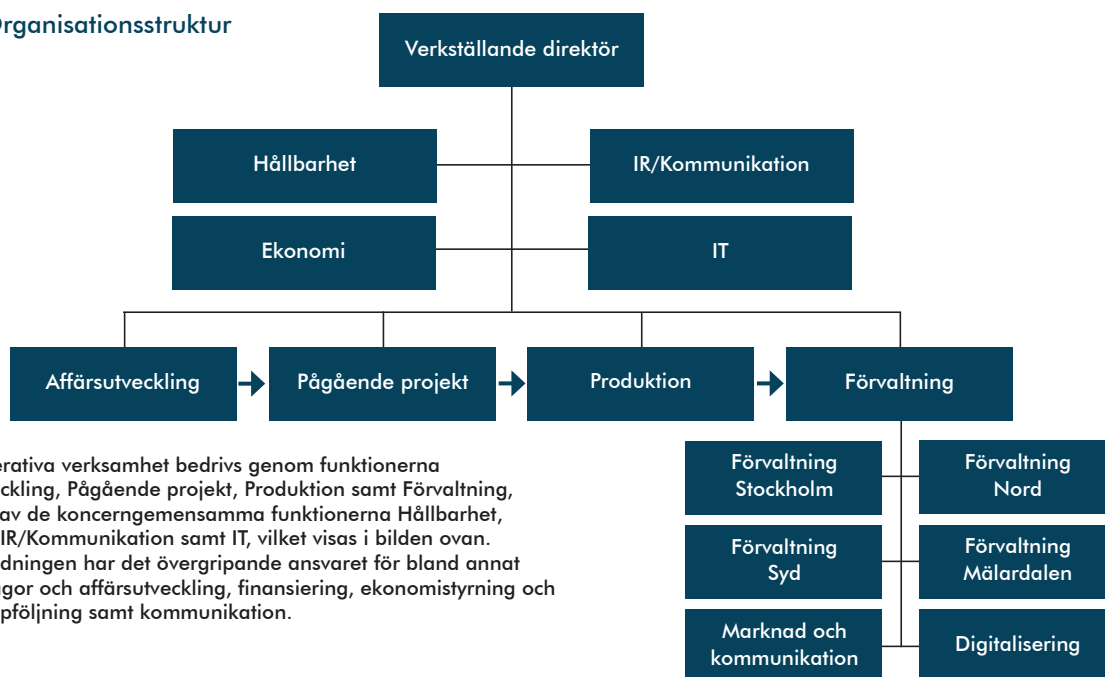 Organisationsstruktur
Verkställande direktör
Hållbarhet
IR/Kommunikation
Ekonomi
IT
Affärsutveckling
Pågående projekt
Produktion
Förvaltning
erativa verksamhet bedrivs genom funktionerna
ckling, Pågående projekt, Produktion samt Förvaltning,
av de koncerngemensamma funktionerna Hållbarhet,
IR/Kommunikation samt IT, vilket visas i bilden ovan.
dningen har det övergripande ansvaret för bland annat
gor och affärsutveckling, finansiering, ekonomistyrning och
pföljning samt kommunikation.
Förvaltning
Stockholm
Förvaltning
Nord
Förvaltning
Syd
Förvaltning
Mälardalen
Marknad och
kommunikation
Digitalisering